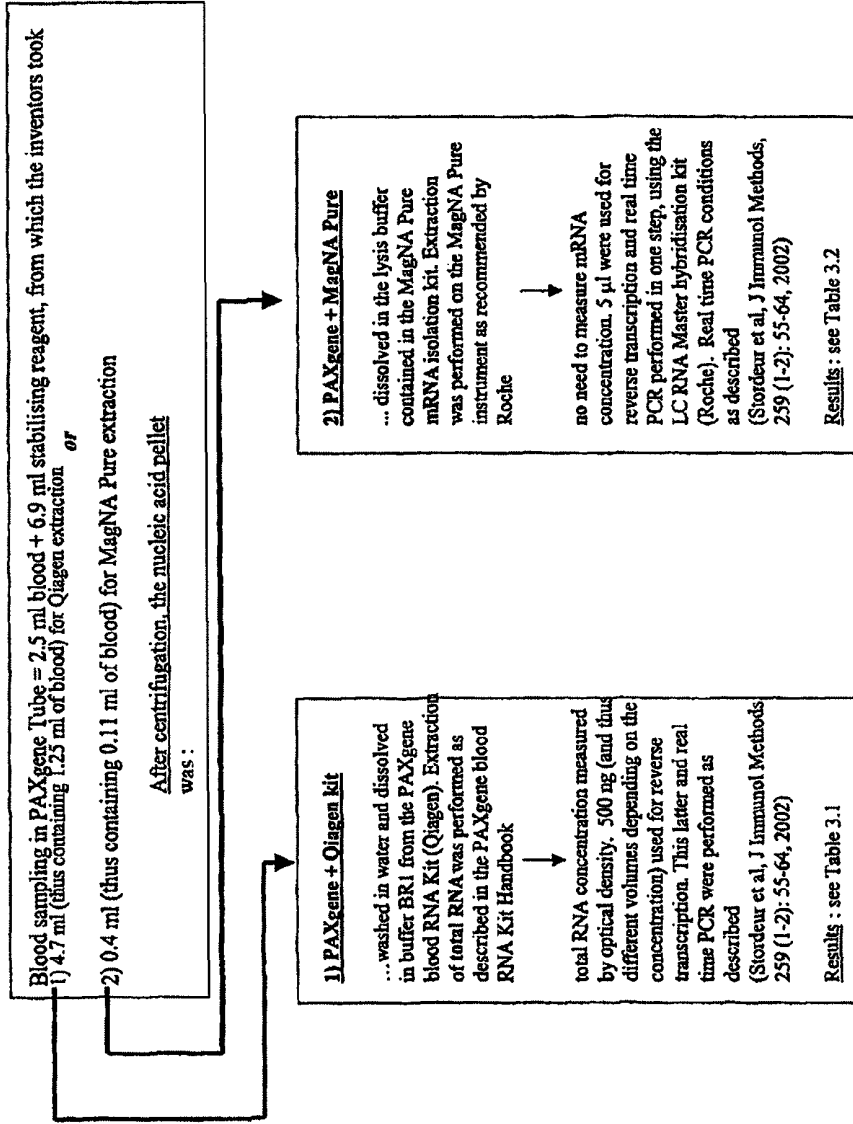 Blood sampling in PAXgene Tube = 2.5 ml blood + 6.9 ml stabilising reagent, from which the inventors took
1) 4.7 ml (thus containing 1.25 ml of blood) for Qiagen extraction
or
2) 0.4 ml (thus containing 0.11 ml of blood) for MagNA Pure extraction
After centrifugation, the nucleic acid pellet
was :
1) PAXgene + Qiagen kit
...washed in water and dissolved
in buffer BR1 from the PAXgene
blood RNA Kit (Qiagen). Extraction
of total RNA was performed as
described in the PAXgene blood
RNA Kit Handbook
total RNA concentration measured
by optical density. 500 ng (and thus
different volumes depending on the
concentration) used for reverse
transcription. This latter and real
time PCR were performed as
described
(Stordeur et al, J Immunol Methods,
259 (1-2): 55-64, 2002)
Results : see Table 3.1
2) PAXgene + MagNA Pure
... dissolved in the lysis buffer
contained in the MagNA Pure
mRNA isolation kit. Extraction
was performed on the MagNA Pure
instrument as recommended by
Roche
no need to measure mRNA
concentration. 5 µl were used for
reverse transcription and real time
PCR performed in one step, using the
LC RNA Master hybridisation kit
(Roche). Real time PCR conditions
as described
(Stordeur et al, J Immunol Methods,
259 (1-2): 55-64, 2002)
Results : see Table 3.2